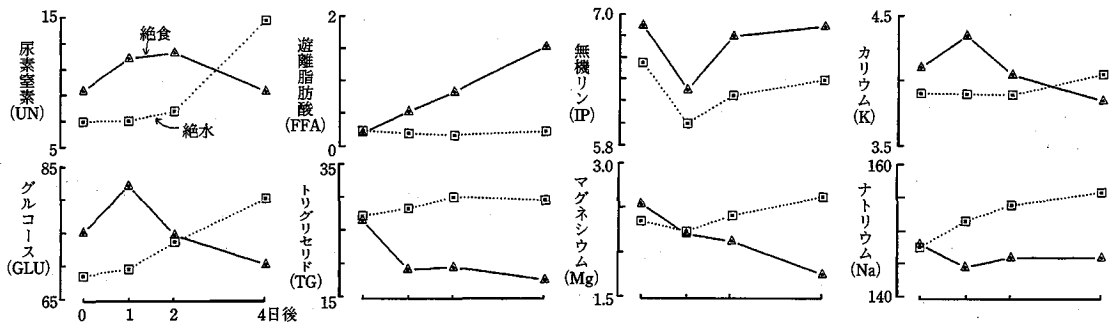 尿素窒素
(UN)
15
5
絶食
絶水
遊離脂肪酸
(FFA)
2
1
0
無機リン
(IP)
7.0
5.8
カリウム
(K)
4.5
3.5
グルコース
(GLU)
85
65
0 1 2 4日後
トリグリセリド
(TG)
35
15
マグネシウム
(Mg)
3.0
1.5
ナトリウム
(Na)
160
140